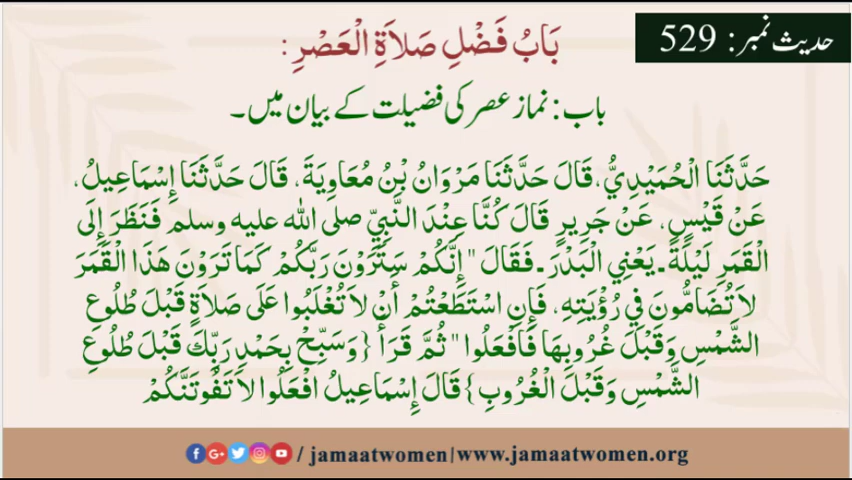 حدیث نمبر: 529
بَابُ فَضْلِ صَلاَةِ الْعَصْرِ :
باب: نماز عصر کی فضیلت کے بیان میں۔
حَدَّثَنَا الْحُمَيْدِيُّ، قَالَ حَدَّثَنَا مَرْوَانُ بْنُ مُعَاوِيَةَ، قَالَ حَدَّثَنَا إِسْمَاعِيلُ،
عَنْ قَيْسٍ، عَنْ جَرِيرٍ قَالَ كُنَّا عِنْدَ النَّبِيِّ صلى الله عليه وسلم فَنَظَرَ إِلَى
الْقَمَرِ لَيْلَةً ـ يَعْنِي الْبَدْرَ ـ فَقَالَ " إِنَّكُمْ سَتَرَوْنَ رَبَّكُمْ كَمَا تَرَوْنَ هَذَا الْقَمَرَ
لاَ تُضَامُّونَ فِي رُؤْيَتِهِ، فَإِنِ اسْتَطَعْتُمْ أَنْ لاَ تُغْلَبُوا عَلَى صَلاَةٍ قَبْلَ طُلُوعِ
الشَّمْسِ وَقَبْلَ غُرُوبِهَا فَافْعَلُوا " ثُمَّ قَرَأَ {وَسَبِّحْ بِحَمْدِ رَبِّكَ قَبْلَ طُلُوعِ
الشَّمْسِ وَقَبْلَ الْغُرُوبِ} قَالَ إِسْمَاعِيلُ افْعَلُوا لاَ تَفُوتَنَّكُمْ
/ jamaatwomen|www.jamaatwomen.org